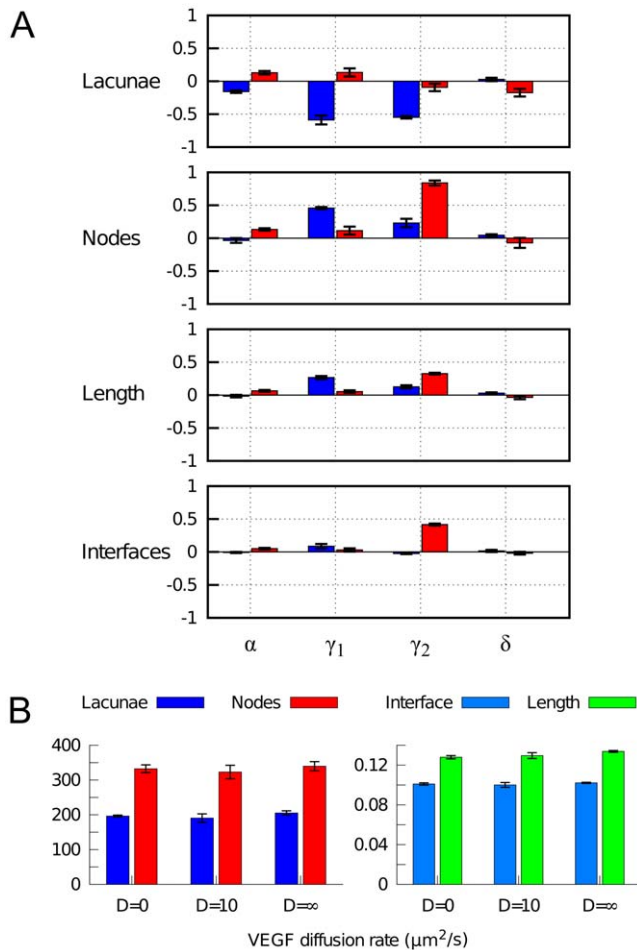 A
1
0.5
Lacunae 0
-0.5
-1
1
0.5
Nodes 0
-0.5
-1
1
0.5
Length 0
-0.5
-1
1
0.5
Interfaces 0
-0.5
-1
α γ1 γ2 δ
B
Lacunae Nodes Interface Length
400
300
200
100
0
D=0 D=10 D=∞
0.12
0.08
0.04
0
D=0 D=10 D=∞
VEGF diffusion rate (μm²/s)